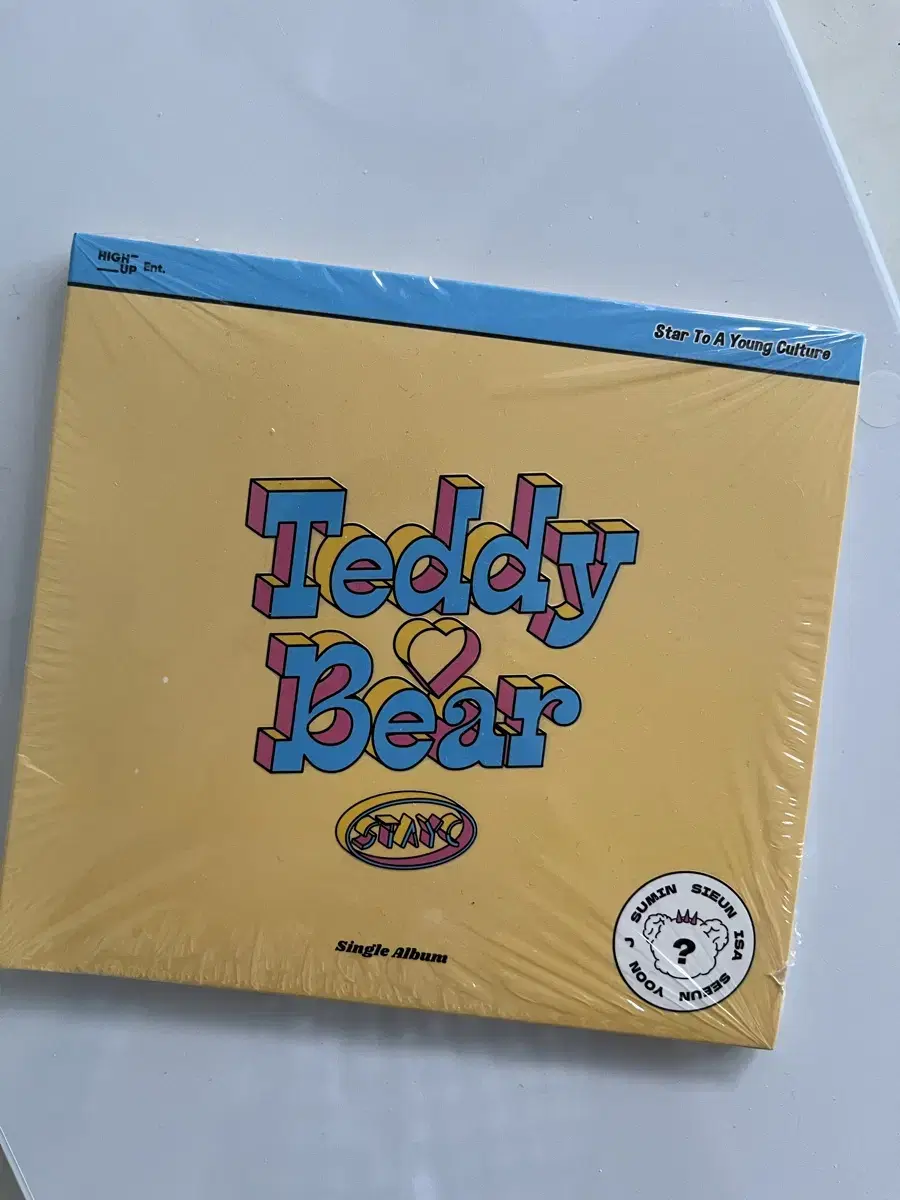 HIGH
UP Ent.
Star To A Young Culture
Teddy
Bear
STAYC
Single Album
SUMIN SIEUN ISA SEEUN YOON J
?